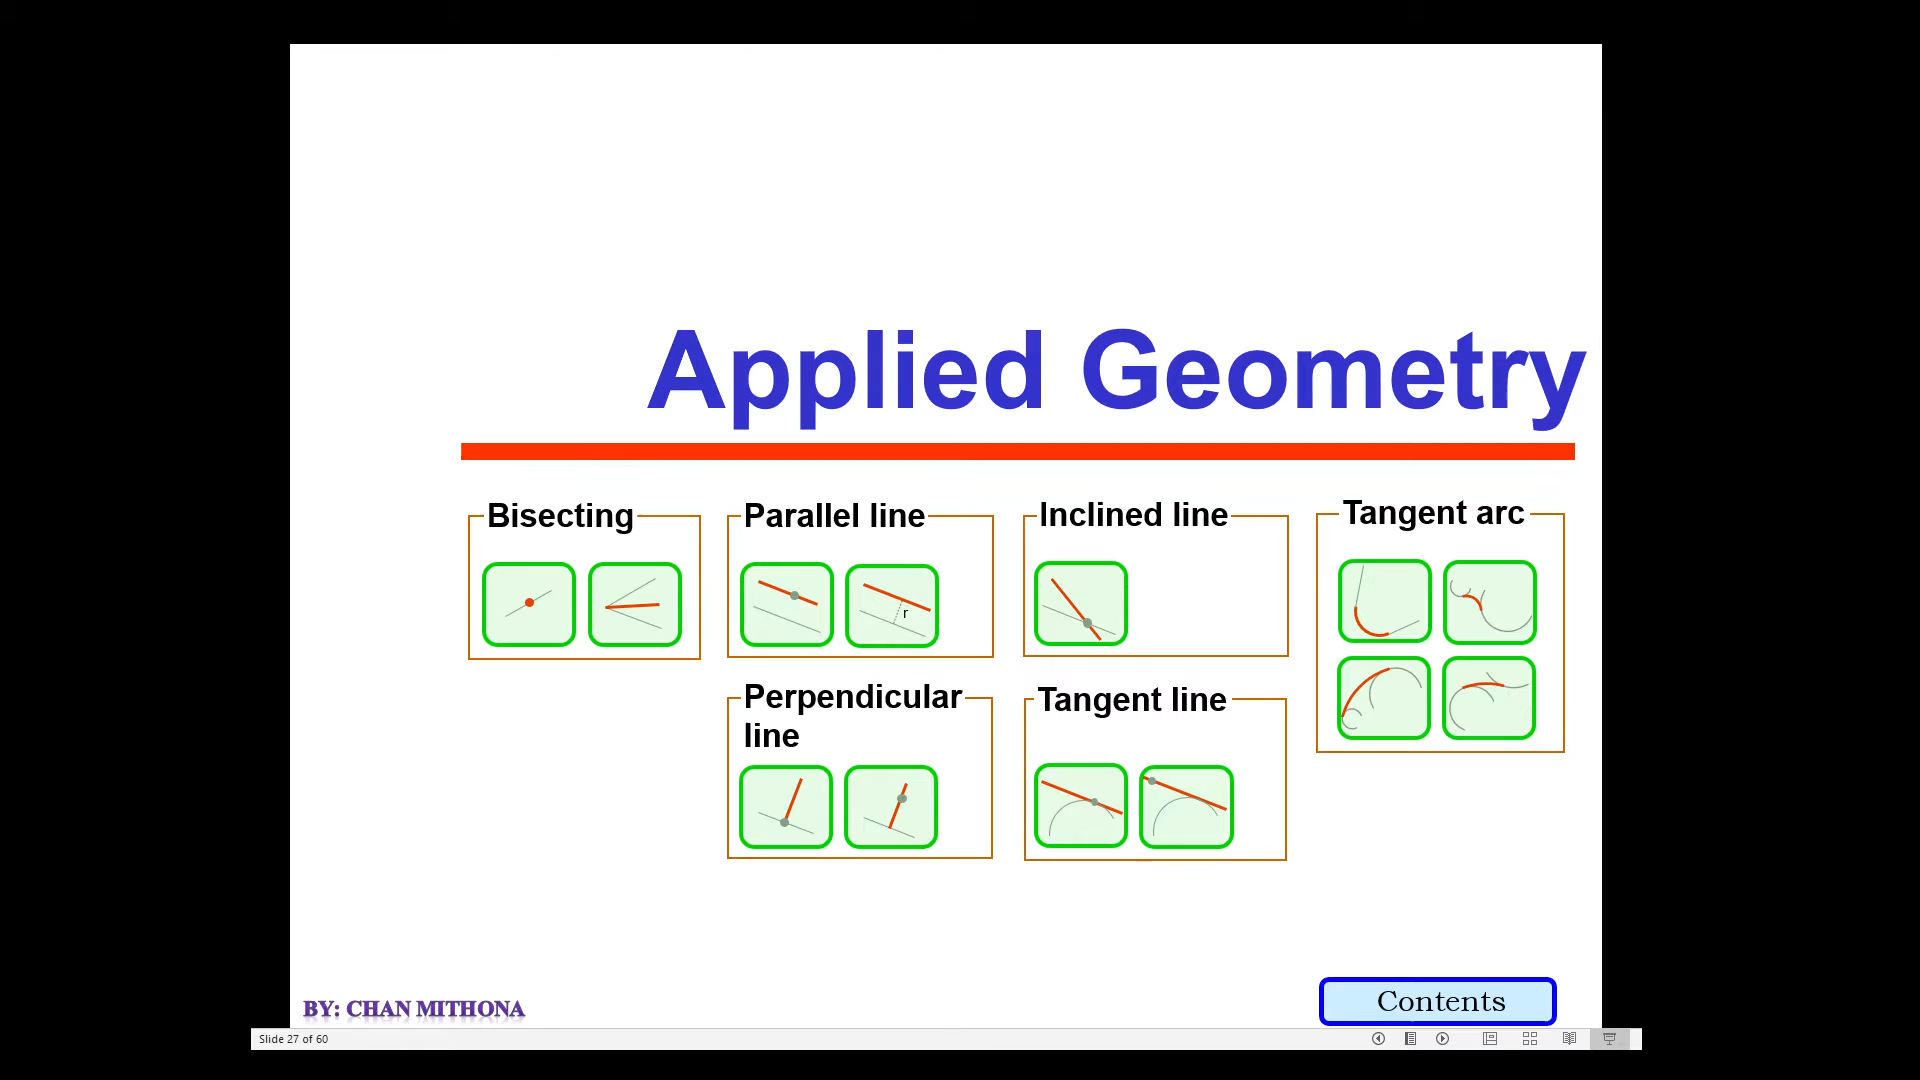 Applied Geometry
Bisecting
Parallel line
Inclined line
Tangent arc
r
Perpendicular
line
Tangent line
BY: CHAN MITHONA
Contents
Slide 27 of 60